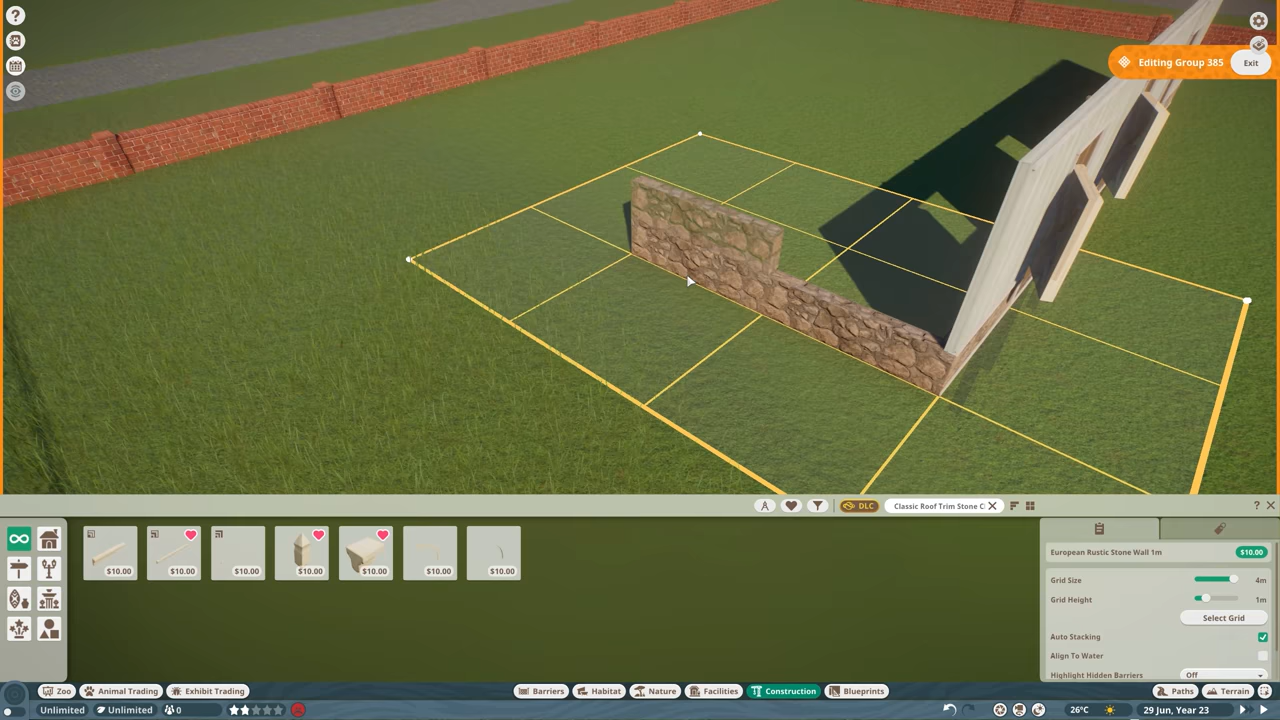 ?
Editing Group 385
Exit
DLC
Classic Roof Trim Stone C
?
$10.00
$10.00
$10.00
$10.00
$10.00
$10.00
$10.00
European Rustic Stone Wall 1m
$10.00
Grid Size
4m
Grid Height
1m
Select Grid
Auto Stacking
Align To Water
Highlight Hidden Barriers
Off
Zoo
Animal Trading
Exhibit Trading
Barriers
Habitat
Nature
Facilities
Construction
Blueprints
Paths
Terrain
Unlimited
Unlimited
0
26°C
29 Jun, Year 23